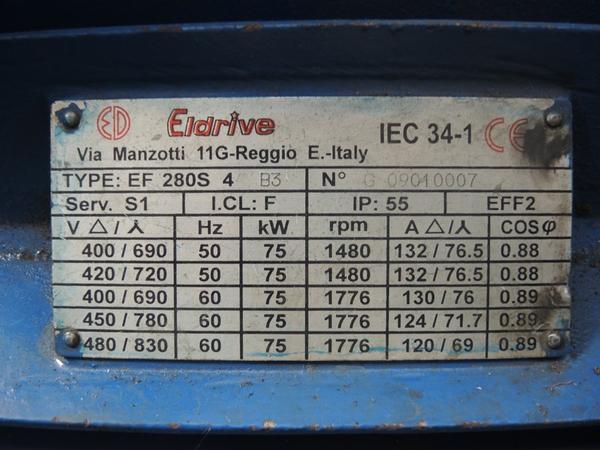 ED Eldrive IEC 34-1 CE
Via Manzotti 11G-Reggio E.-Italy
TYPE: EF 280S 4 B3 N° G 09010007
Serv. S1 I.CL: F IP: 55 EFF2
V △/⅄ Hz kW rpm A △/⅄ COSφ
400 / 690 50 75 1480 132 / 76.5 0.88
420 / 720 50 75 1480 132 / 76.5 0.88
400 / 690 60 75 1776 130 / 76 0.89
450 / 780 60 75 1776 124 / 71.7 0.89
480 / 830 60 75 1776 120 / 69 0.89